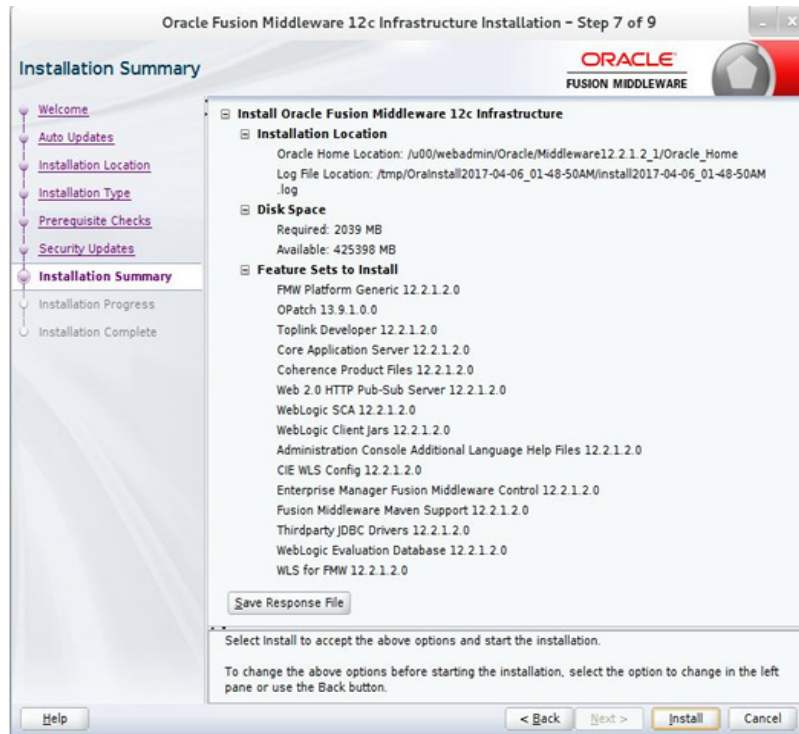 Oracle Fusion Middleware 12c Infrastructure Installation - Step 7 of 9
Installation Summary
ORACLE
FUSION MIDDLEWARE
Welcome
Auto Updates
Installation Location
Installation Type
Prerequisite Checks
Security Updates
Installation Summary
Installation Progress
Installation Complete
Install Oracle Fusion Middleware 12c Infrastructure
Installation Location
Oracle Home Location: /u00/webadmin/Oracle/Middleware12.2.1.2_1/Oracle_Home
Log File Location: /tmp/OraInstall2017-04-06_01-48-50AM/install2017-04-06_01-48-50AM
.log
Disk Space
Required: 2039 MB
Available: 425398 MB
Feature Sets to Install
FMW Platform Generic 12.2.1.2.0
OPatch 13.9.1.0.0
Toplink Developer 12.2.1.2.0
Core Application Server 12.2.1.2.0
Coherence Product Files 12.2.1.2.0
Web 2.0 HTTP Pub-Sub Server 12.2.1.2.0
WebLogic SCA 12.2.1.2.0
WebLogic Client Jars 12.2.1.2.0
Administration Console Additional Language Help Files 12.2.1.2.0
CIE WLS Config 12.2.1.2.0
Enterprise Manager Fusion Middleware Control 12.2.1.2.0
Fusion Middleware Maven Support 12.2.1.2.0
Thirdparty JDBC Drivers 12.2.1.2.0
WebLogic Evaluation Database 12.2.1.2.0
WLS for FMW 12.2.1.2.0
Save Response File
Select Install to accept the above options and start the installation.
To change the above options before starting the installation, select the option to change in the left
pane or use the Back button.
Help
< Back
Next >
Install
Cancel